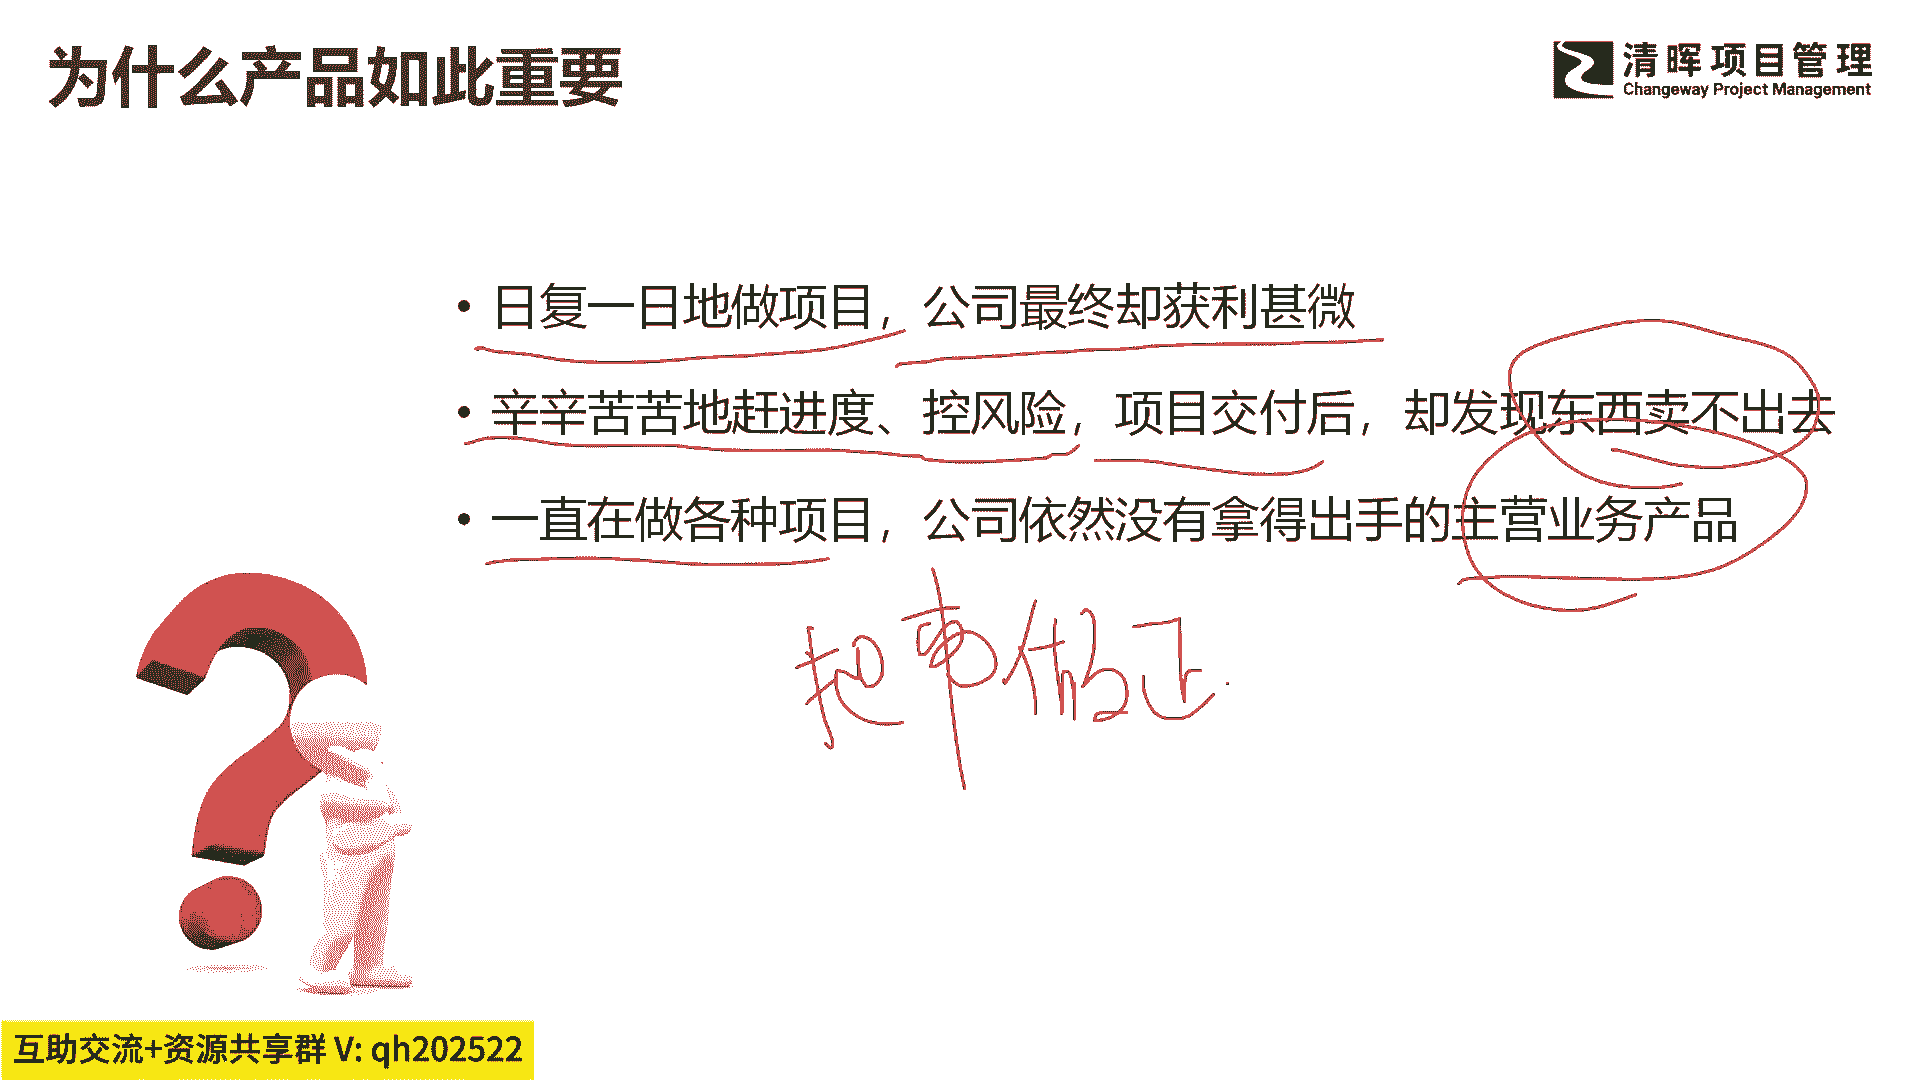 为什么产品如此重要
清晖项目管理
Changeway Project Management
• 日复一日地做项目，公司最终却获利甚微
• 辛辛苦苦地赶进度、控风险，项目交付后，却发现东西卖不出去
• 一直在做各种项目，公司依然没有拿得出手的主营业务产品
把事做正
互助交流+资源共享群 V: qh202522